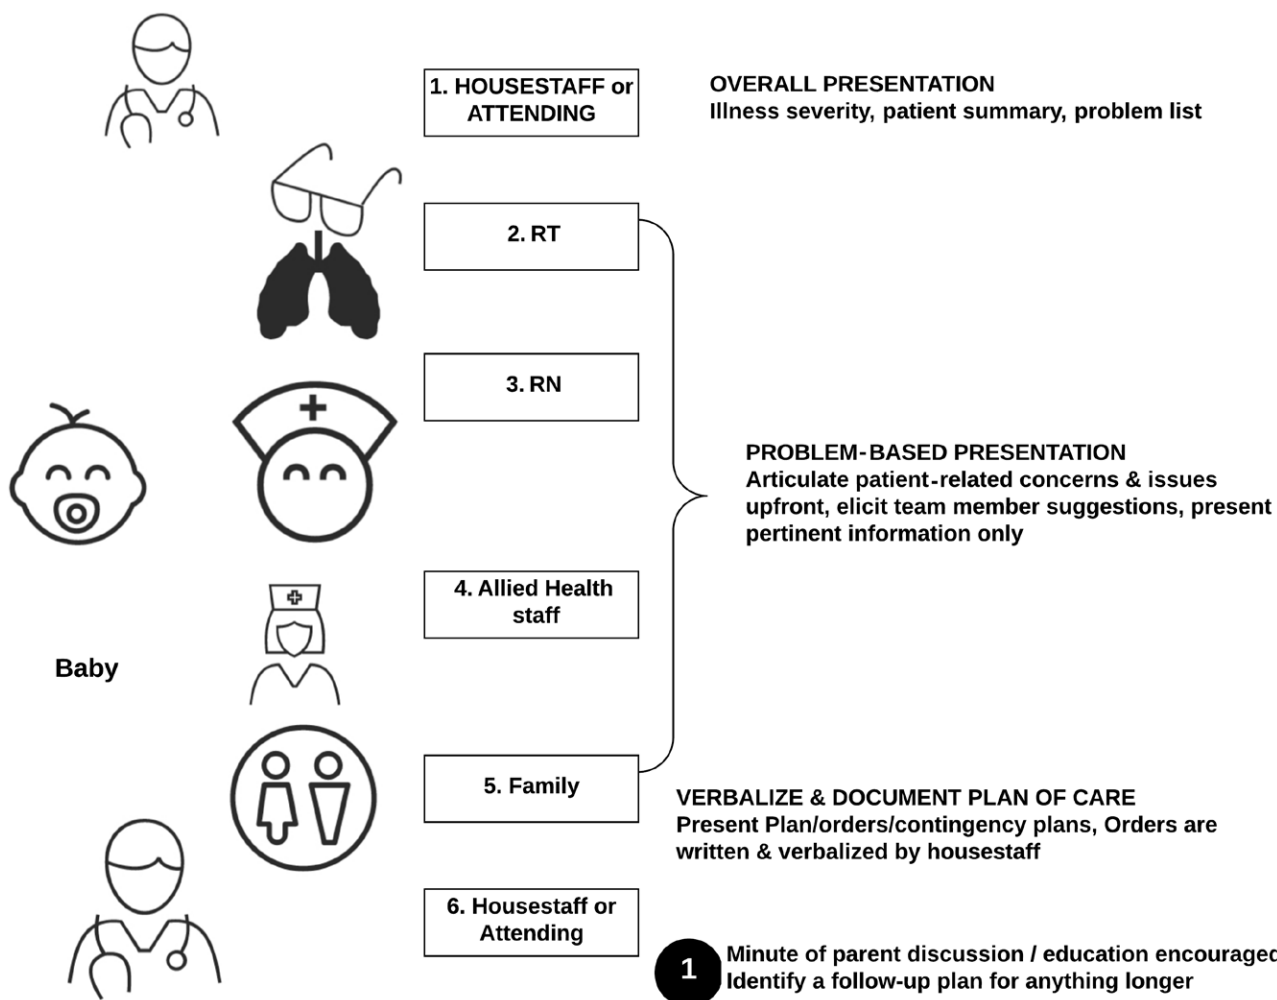 1. HOUSESTAFF or
ATTENDING
OVERALL PRESENTATION
Illness severity, patient summary, problem list
2. RT
3. RN
PROBLEM-BASED PRESENTATION
Articulate patient-related concerns & issues
upfront, elicit team member suggestions, present
pertinent information only
4. Allied Health
staff
Baby
5. Family
VERBALIZE & DOCUMENT PLAN OF CARE
Present Plan/orders/contingency plans, Orders are
written & verbalized by housestaff
6. Housestaff or
Attending
1
Minute of parent discussion / education encouraged
Identify a follow-up plan for anything longer